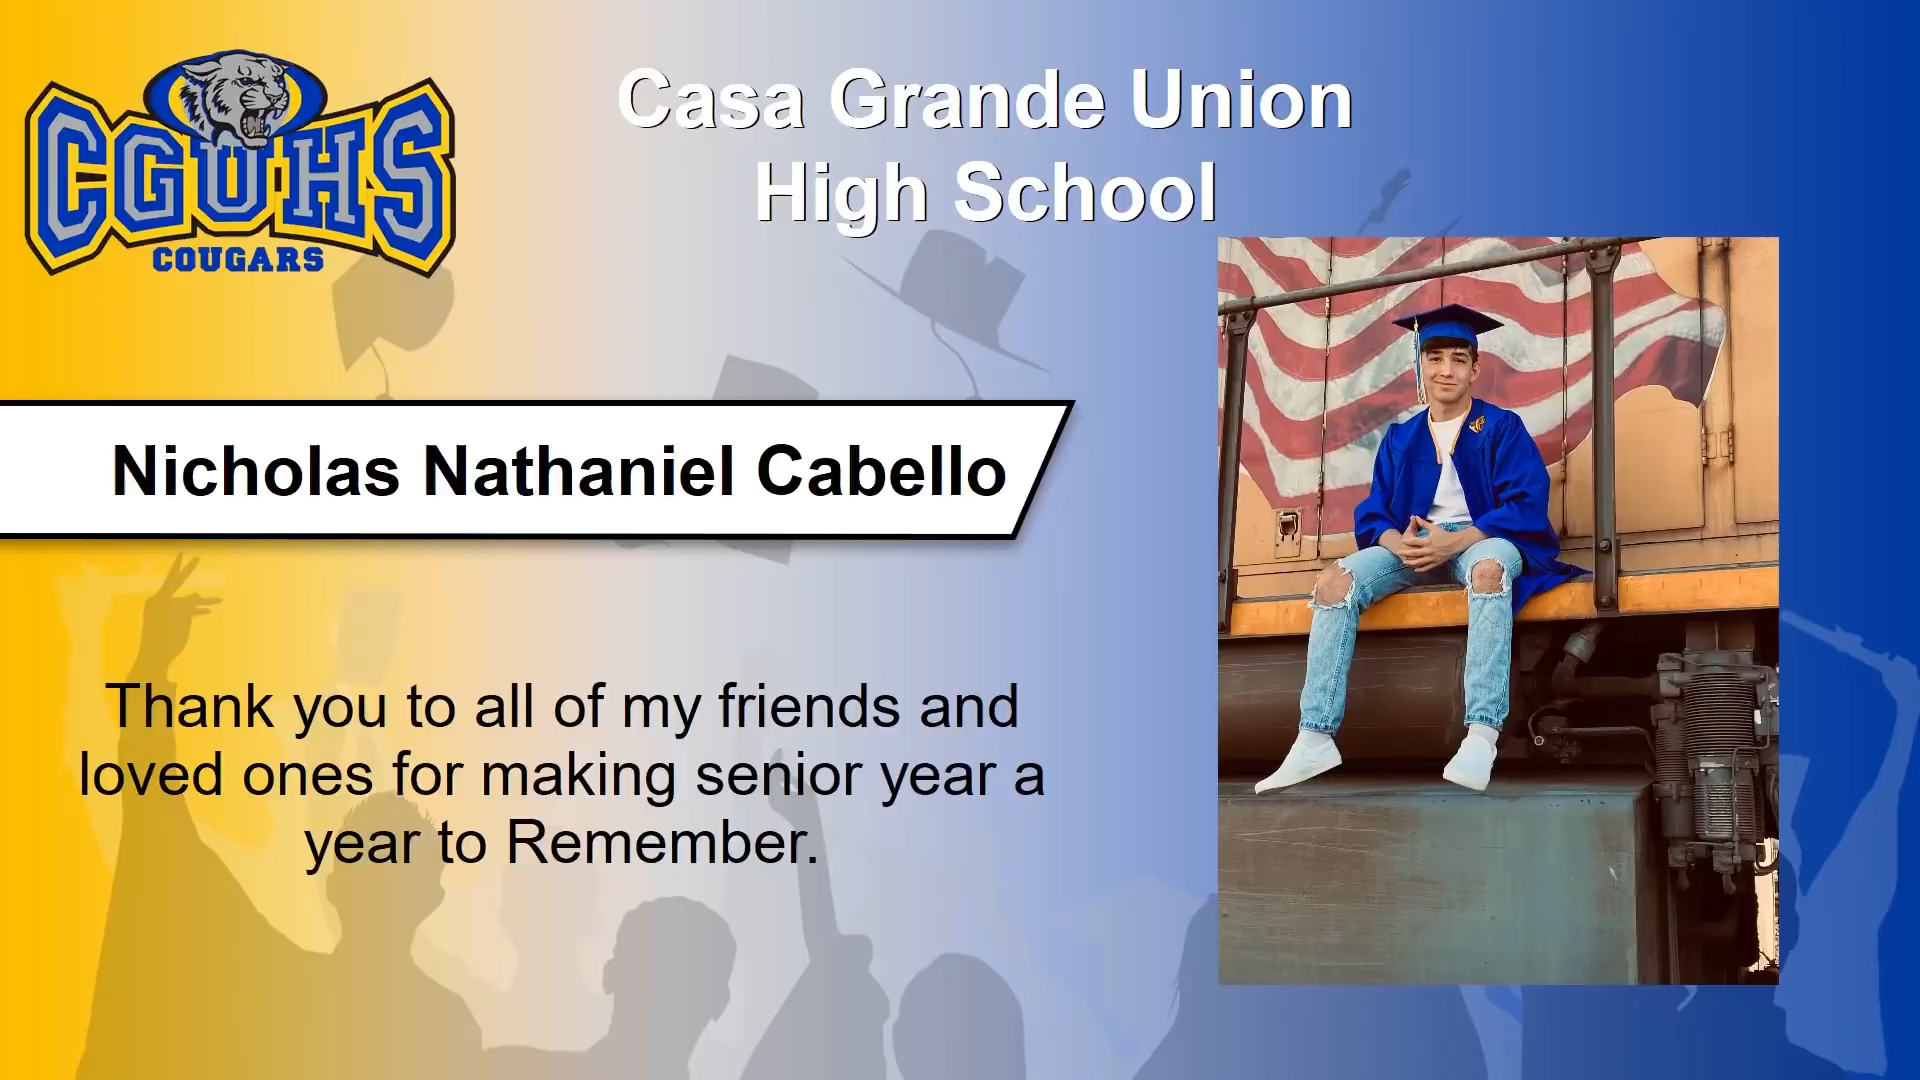 CGUHS
COUGARS
Casa Grande Union
High School
Nicholas Nathaniel Cabello
Thank you to all of my friends and
loved ones for making senior year a
year to Remember.